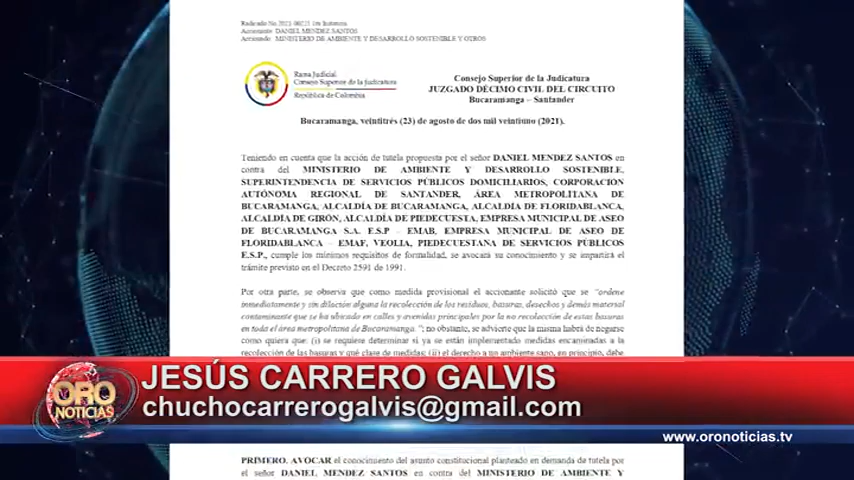 Radicado No.2021-00221 1ra Instancia
Accionante DANIEL MENDEZ SANTOS
Accionado MINISTERIO DE AMBIENTE Y DESARROLLO SOSTENIBLE Y OTROS
Rama Judicial
Consejo Superior de la Judicatura
República de Colombia
Consejo Superior de la Judicatura
JUZGADO DÉCIMO CIVIL DEL CIRCUITO
Bucaramanga – Santander
Bucaramanga, veintitrés (23) de agosto de dos mil veintiuno (2021).
Teniendo en cuenta que la acción de tutela propuesta por el señor DANIEL MENDEZ SANTOS en
contra del MINISTERIO DE AMBIENTE Y DESARROLLO SOSTENIBLE,
SUPERINTENDENCIA DE SERVICIOS PÚBLICOS DOMICILIARIOS, CORPORACION
AUTÓNOMA REGIONAL DE SANTANDER, ÁREA METROPOLITANA DE
BUCARAMANGA, ALCALDÍA DE BUCARAMANGA, ALCALDÍA DE FLORIDABLANCA,
ALCALDÍA DE GIRÓN, ALCALDÍA DE PIEDECUESTA, EMPRESA MUNICIPAL DE ASEO
DE BUCARAMANGA S.A. E.S.P – EMAB, EMPRESA MUNICIPAL DE ASEO DE
FLORIDABLANCA – EMAF, VEOLIA, PIEDECUESTANA DE SERVICIOS PÚBLICOS
E.S.P., cumple los mínimos requisitos de formalidad, se avocará su conocimiento y se impartirá el
trámite previsto en el Decreto 2591 de 1991.
Por otra parte, se observa que como medida provisional el accionante solicitó que se "ordene
inmediatamente y sin dilación alguna la recolección de los residuos, basuras, desechos y demás material
contaminante que se ha ubicado en calles y avenidas principales por la no recolección de estas basuras
en toda el área metropolitana de Bucaramanga."; no obstante, se advierte que la misma habrá de negarse
como quiera que: (i) se requiere determinar si ya se están implementado medidas encaminadas a la
recolección de las basuras y qué clase de medidas; (ii) el derecho a un ambiente sano, en principio, debe
JESÚS CARRERO GALVIS
chuchocarrerogalvis@gmail.com
ORO
NOTICIAS
www.oronoticias.tv
PRIMERO. AVOCAR el conocimiento del asunto constitucional planteado en demanda de tutela por
el señor DANIEL MENDEZ SANTOS en contra del MINISTERIO DE AMBIENTE Y